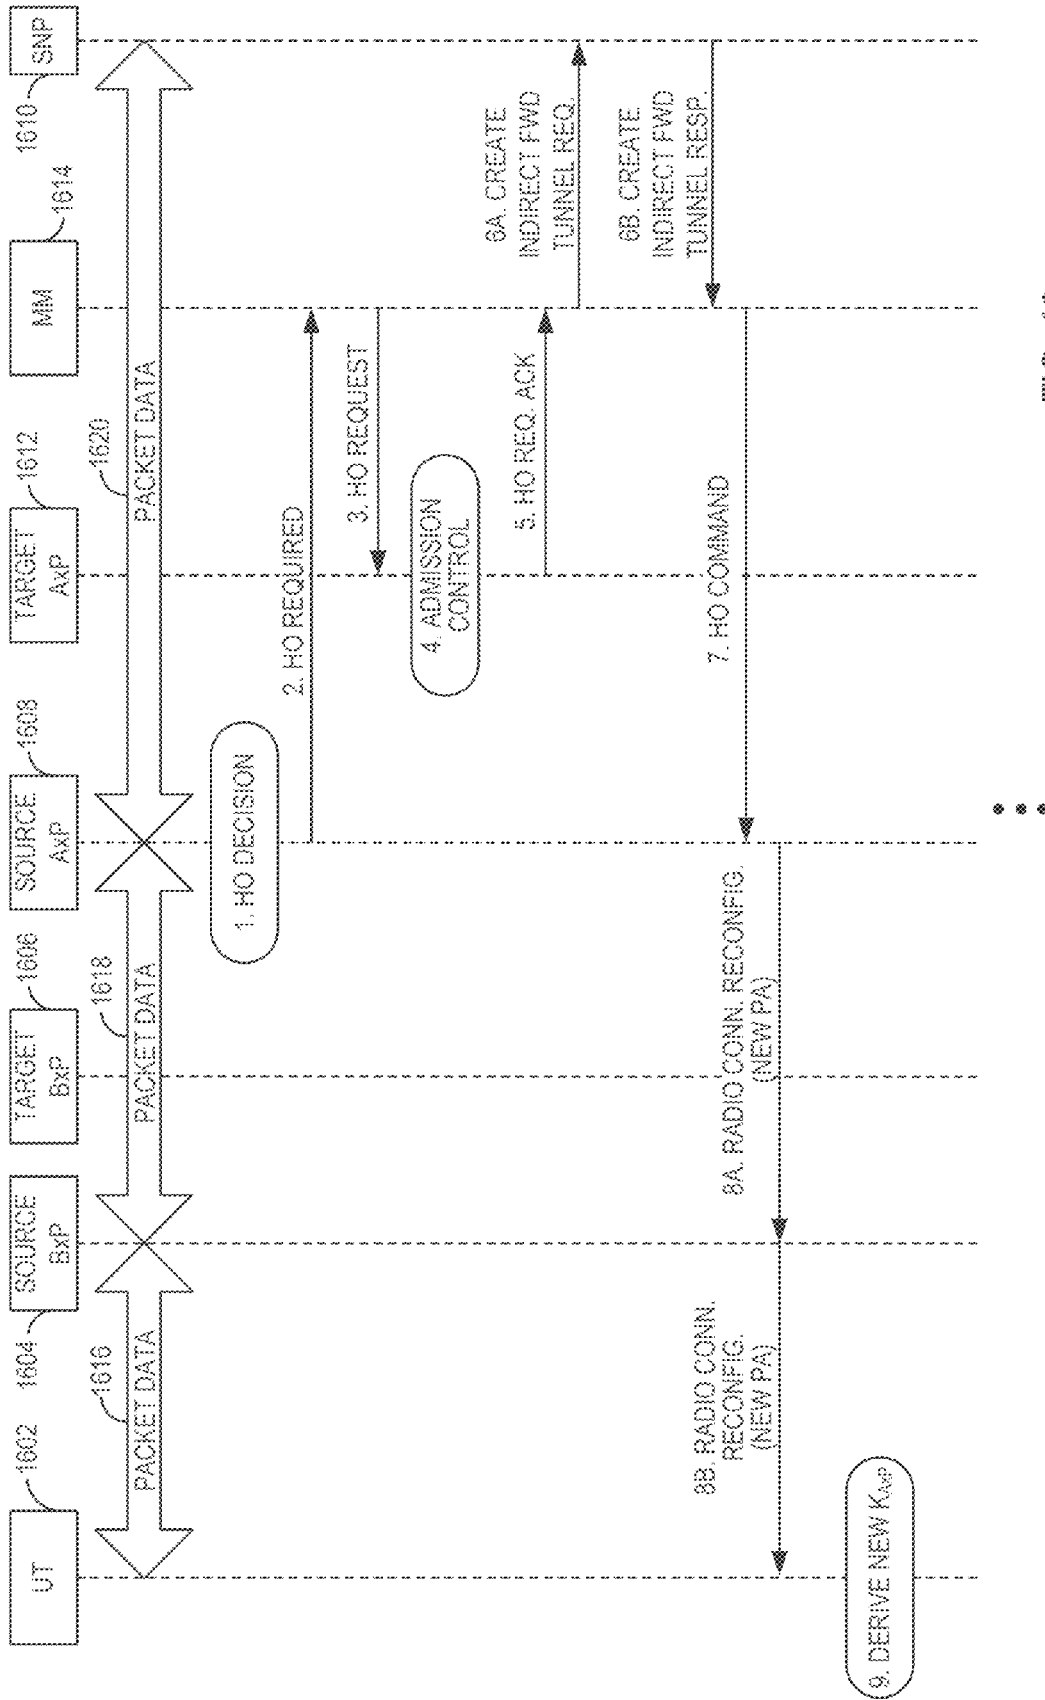 UT
1602
SOURCE
BxP
1604
TARGET
BxP
1606
SOURCE
AxP
1608
TARGET
AxP
1612
MM
1614
SNP
1610
1616
PACKET DATA
1618
PACKET DATA
1620
PACKET DATA
1. HO DECISION
2. HO REQUIRED
3. HO REQUEST
4. ADMISSION
CONTROL
5. HO REQ. ACK
6A. CREATE
INDIRECT FWD
TUNNEL REQ.
6B. CREATE
INDIRECT FWD
TUNNEL RESP.
7. HO COMMAND
8A. RADIO CONN. RECONFIG.
(NEW PA)
8B. RADIO CONN.
RECONFIG.
(NEW PA)
9. DERIVE NEW KAxP